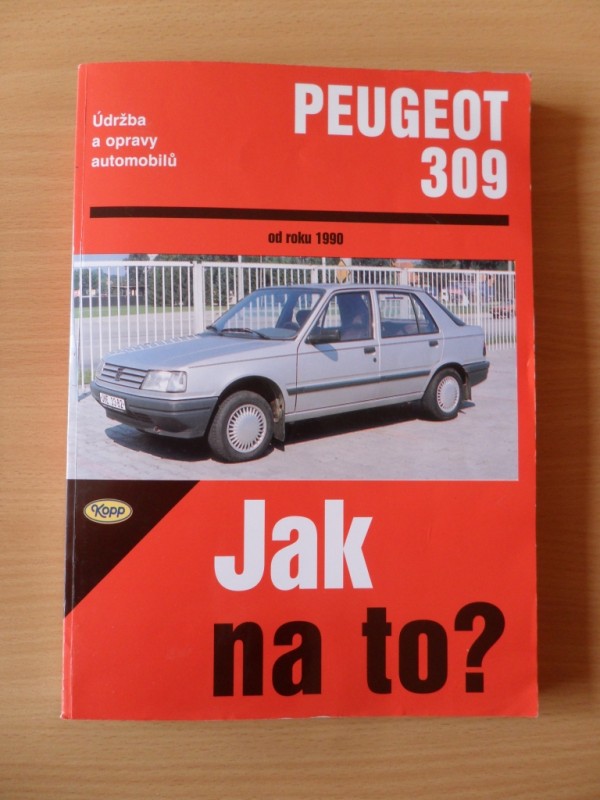 Údržba
a opravy
automobilů
PEUGEOT
309
od roku 1990
Kopp
Jak
na to?